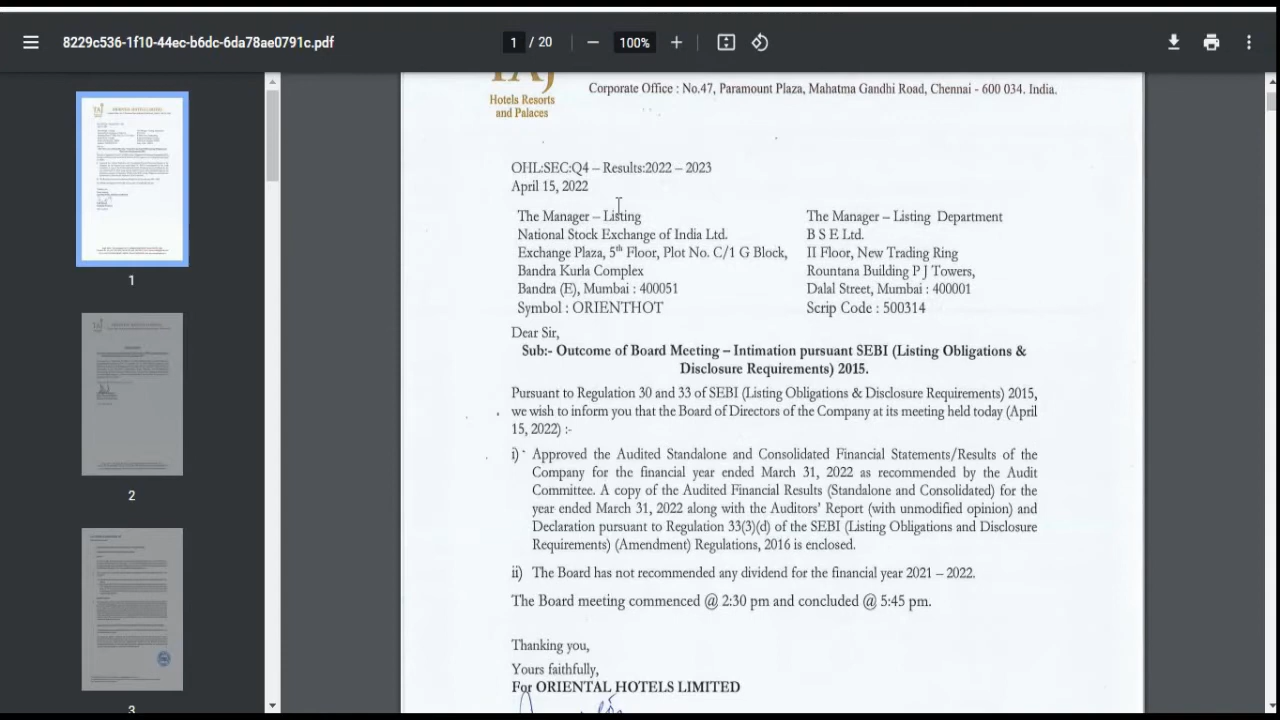 8229c536-1f10-44ec-b6dc-6da78ae0791c.pdf
1 / 20
100%
TAJ
Hotels Resorts
and Palaces
Corporate Office : No.47, Paramount Plaza, Mahatma Gandhi Road, Chennai - 600 034. India.
OHL:SEC:Q4 – Results:2022 – 2023
April 15, 2022
The Manager – Listing
National Stock Exchange of India Ltd.
Exchange Plaza, 5th Floor, Plot No. C/1 G Block,
Bandra Kurla Complex
Bandra (E), Mumbai : 400051
Symbol : ORIENTHOT
The Manager – Listing Department
B S E Ltd.
II Floor, New Trading Ring
Rountana Building P J Towers,
Dalal Street, Mumbai : 400001
Scrip Code : 500314
Dear Sir,
Sub:- Outcome of Board Meeting – Intimation pursuant SEBI (Listing Obligations &
Disclosure Requirements) 2015.
Pursuant to Regulation 30 and 33 of SEBI (Listing Obligations & Disclosure Requirements) 2015,
we wish to inform you that the Board of Directors of the Company at its meeting held today (April
15, 2022) :-
i) Approved the Audited Standalone and Consolidated Financial Statements/Results of the
Company for the financial year ended March 31, 2022 as recommended by the Audit
Committee. A copy of the Audited Financial Results (Standalone and Consolidated) for the
year ended March 31, 2022 along with the Auditors' Report (with unmodified opinion) and
Declaration pursuant to Regulation 33(3)(d) of the SEBI (Listing Obligations and Disclosure
Requirements) (Amendment) Regulations, 2016 is enclosed.
ii) The Board has not recommended any dividend for the financial year 2021 – 2022.
The Board meeting commenced @ 2:30 pm and concluded @ 5:45 pm.
Thanking you,
Yours faithfully,
For ORIENTAL HOTELS LIMITED
1
2
3